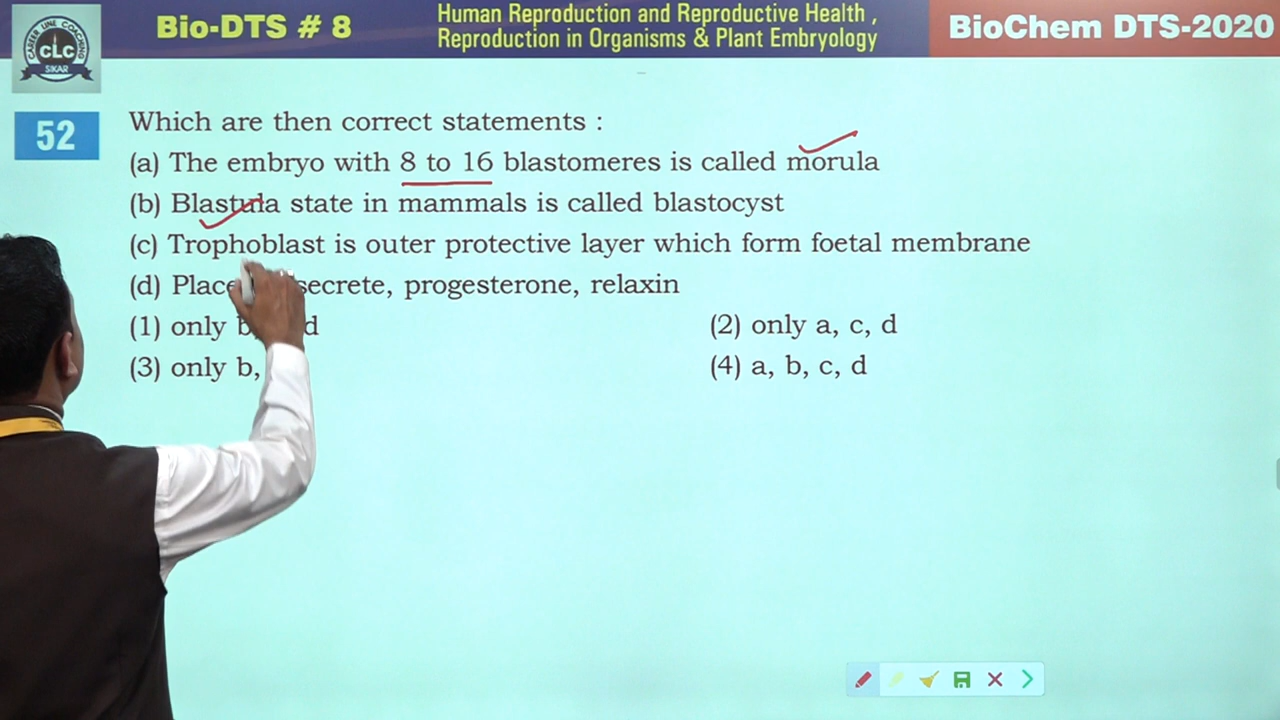 CAREER LINE COACHING
CLC
SIKAR
Bio-DTS # 8
Human Reproduction and Reproductive Health ,
Reproduction in Organisms & Plant Embryology
BioChem DTS-2020
52
Which are then correct statements :
(a) The embryo with 8 to 16 blastomeres is called morula
(b) Blastula state in mammals is called blastocyst
(c) Trophoblast is outer protective layer which form foetal membrane
(d) secrete, progesterone, relaxin
(1) only b, d
(2) only a, c, d
(3) only b,
(4) a, b, c, d